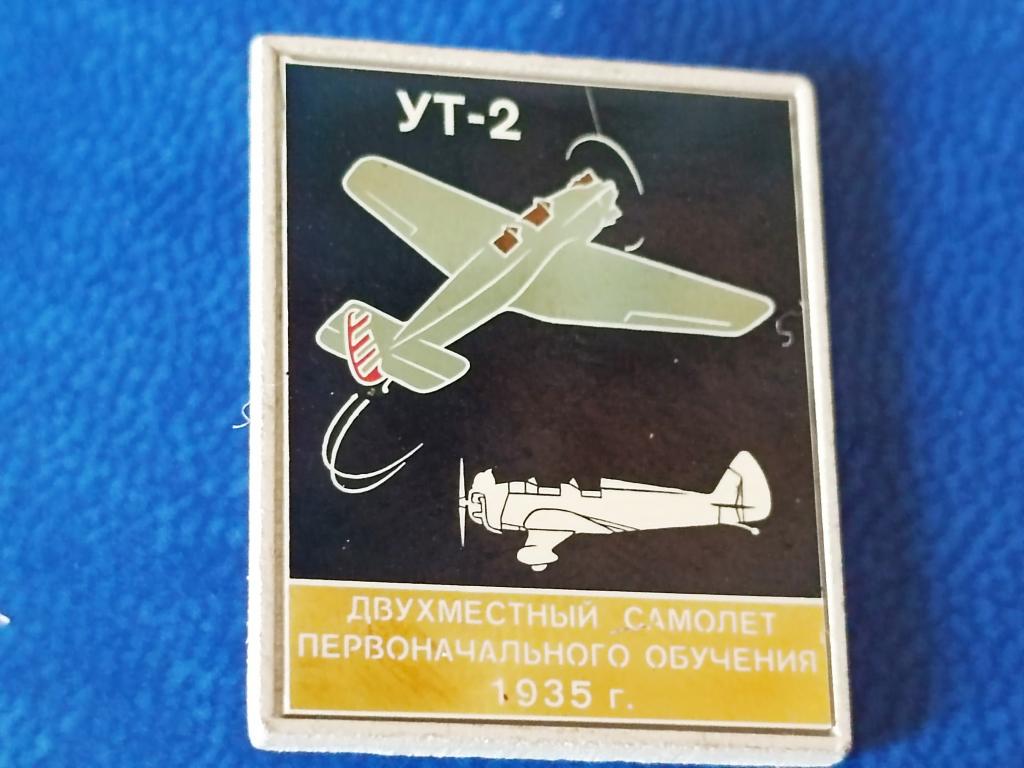 УТ-2
ДВУХМЕСТНЫЙ САМОЛЕТ
ПЕРВОНАЧАЛЬНОГО ОБУЧЕНИЯ
1935 г.